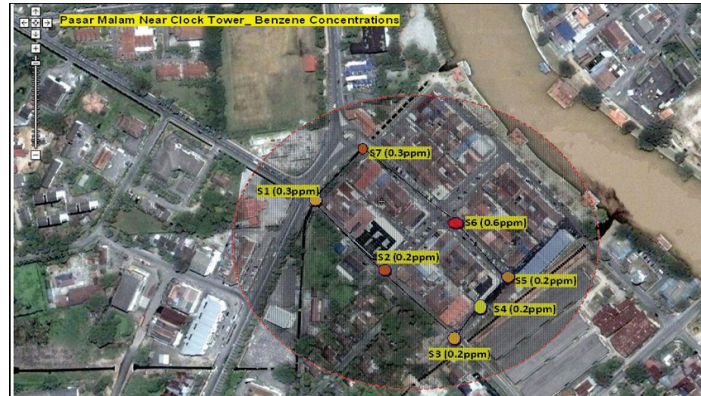 Pasar Malam Near Clock Tower_ Benzene Concentrations
S7 (0.3ppm)
S1 (0.3ppm)
S6 (0.6ppm)
S2 (0.2ppm)
S5 (0.2ppm)
S4 (0.2ppm)
S3 (0.2ppm)